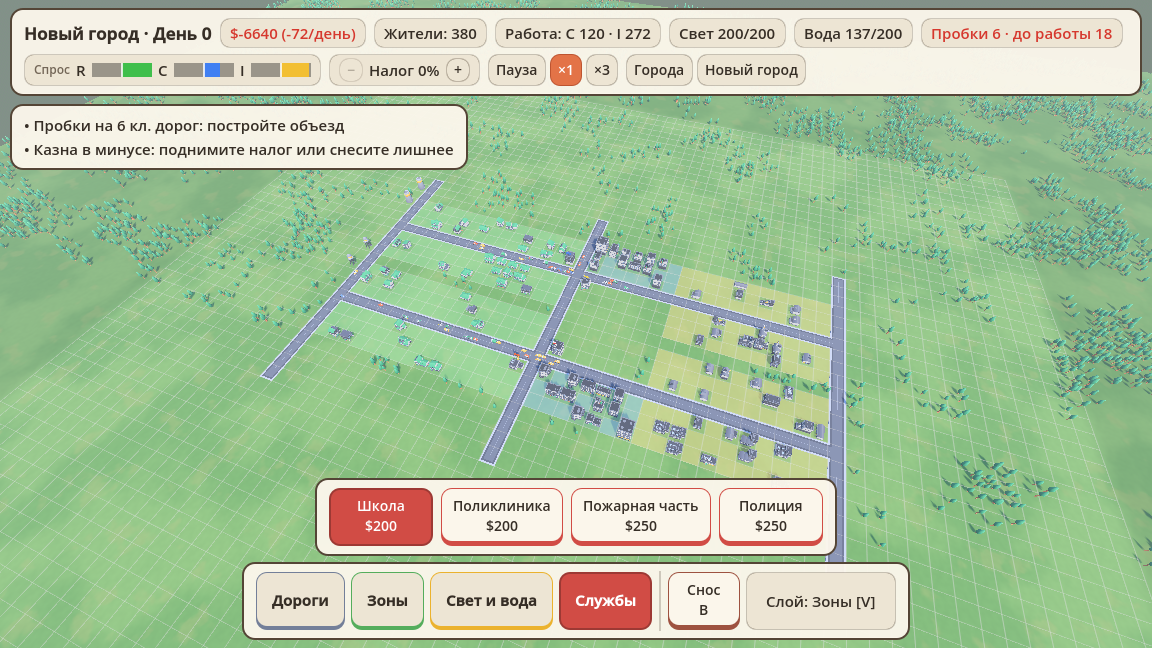 Новый город · День 0
$-6640 (-72/день)
Жители: 380
Работа: C 120 · I 272
Свет 200/200
Вода 137/200
Пробки 6 · до работы 18
Спрос R C I
− Налог 0% +
Пауза
×1
×3
Города
Новый город
• Пробки на 6 кл. дорог: постройте объезд
• Казна в минусе: поднимите налог или снесите лишнее
Школа
$200
Поликлиника
$200
Пожарная часть
$250
Полиция
$250
Дороги
Зоны
Свет и вода
Службы
Снос
B
Слой: Зоны [V]